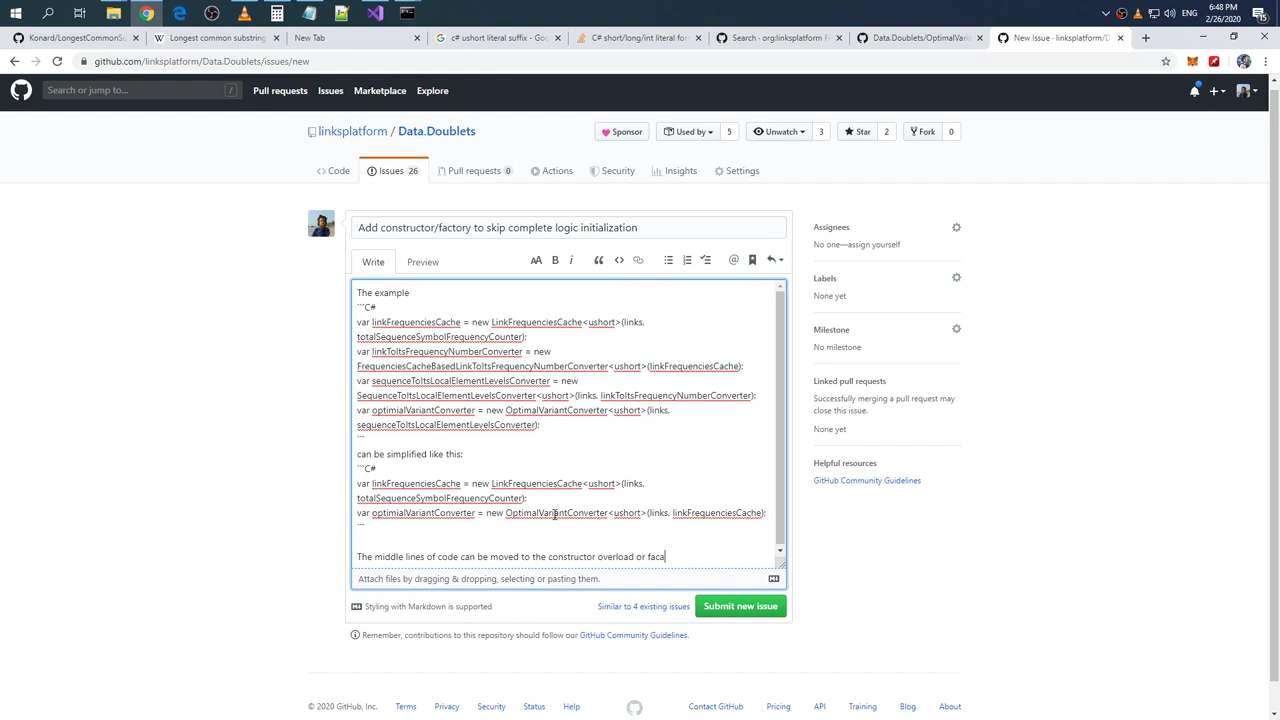 6:48 PM
ENG
2/26/2020
15
Konard/LongestCommonSu
Longest common substring
New Tab
c# ushort literal suffix - Goo
C# short/long/int literal for
Search · org:linksplatform F
Data.Doublets/OptimalVaria
New Issue · linksplatform/D
github.com/linksplatform/Data.Doublets/issues/new
Search or jump to... /
Pull requests Issues Marketplace Explore
linksplatform / Data.Doublets
Sponsor Used by 5 Unwatch 3 Star 2 Fork 0
Code Issues 26 Pull requests 0 Actions Security Insights Settings
Add constructor/factory to skip complete logic initialization
Write Preview
The example
```C#
var linkFrequenciesCache = new LinkFrequenciesCache<ushort>(links,
totalSequenceSymbolFrequencyCounter);
var linkToItsFrequencyNumberConverter = new
FrequenciesCacheBasedLinkToItsFrequencyNumberConverter<ushort>(linkFrequenciesCache);
var sequenceToItsLocalElementLevelsConverter = new
SequenceToItsLocalElementLevelsConverter<ushort>(links, linkToItsFrequencyNumberConverter);
var optimialVariantConverter = new OptimalVariantConverter<ushort>(links,
sequenceToItsLocalElementLevelsConverter);
```
can be simplified like this:
```C#
var linkFrequenciesCache = new LinkFrequenciesCache<ushort>(links,
totalSequenceSymbolFrequencyCounter);
var optimialVariantConverter = new OptimalVariantConverter<ushort>(links, linkFrequenciesCache);
```
The middle lines of code can be moved to the constructor overload or faca
Attach files by dragging & dropping, selecting or pasting them.
Styling with Markdown is supported
Similar to 4 existing issues
Submit new issue
Remember, contributions to this repository should follow our GitHub Community Guidelines.
Assignees
No one—assign yourself
Labels
None yet
Milestone
No milestone
Linked pull requests
Successfully merging a pull request may
close this issue.
None yet
Helpful resources
GitHub Community Guidelines
© 2020 GitHub, Inc. Terms Privacy Security Status Help
Contact GitHub Pricing API Training Blog About